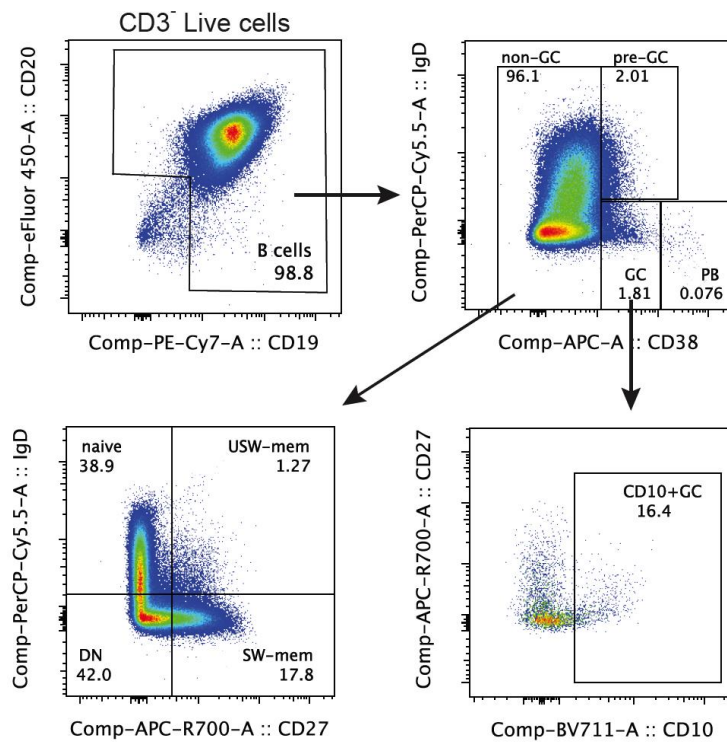 CD3⁻ Live cells
Comp-eFluor 450-A :: CD20
B cells
98.8
Comp-PE-Cy7-A :: CD19
Comp-PerCP-Cy5.5-A :: IgD
non-GC
96.1
pre-GC
2.01
GC
1.81
PB
0.076
Comp-APC-A :: CD38
Comp-PerCP-Cy5.5-A :: IgD
naive
38.9
USW-mem
1.27
DN
42.0
SW-mem
17.8
Comp-APC-R700-A :: CD27
Comp-APC-R700-A :: CD27
CD10+GC
16.4
Comp-BV711-A :: CD10